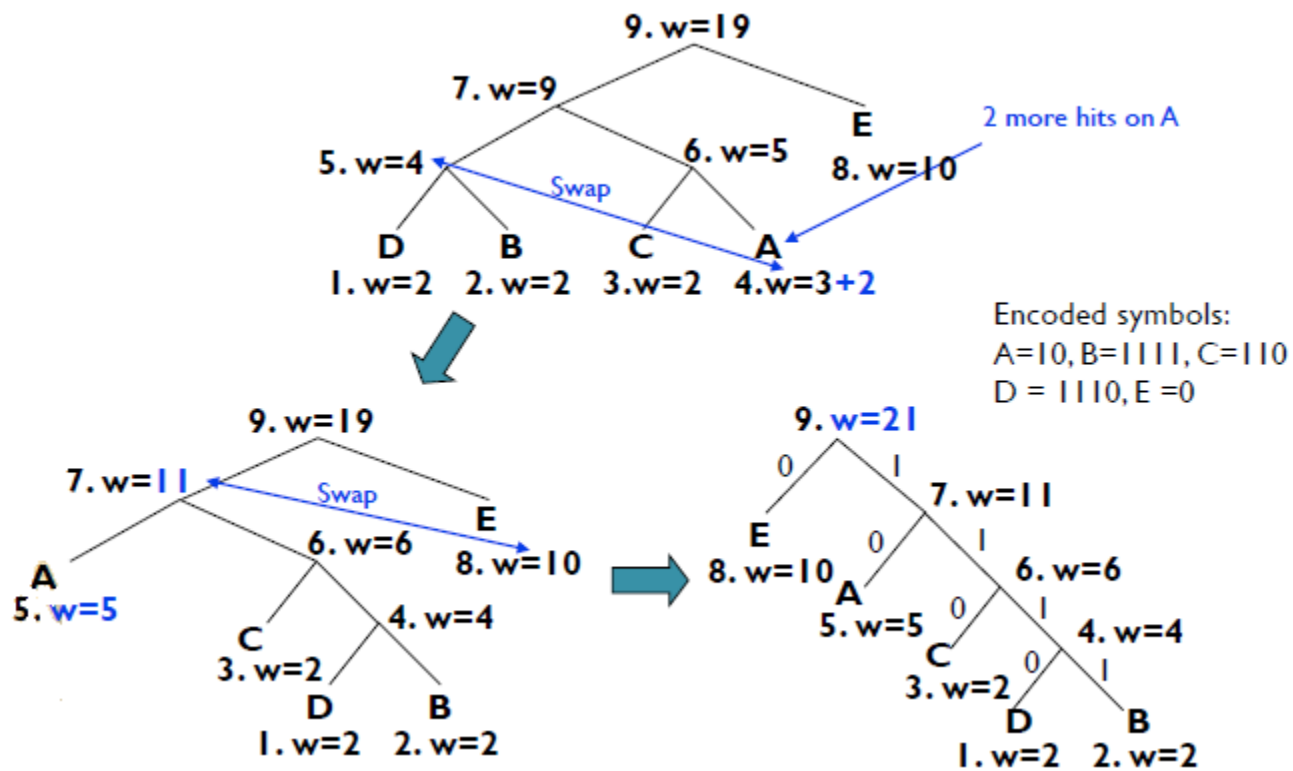 9. w=19
7. w=9
E
2 more hits on A
5. w=4
6. w=5
8. w=10
Swap
D
B
C
A
1. w=2
2. w=2
3.w=2
4.w=3+2
Encoded symbols:
A=10, B=1111, C=110
D = 1110, E =0
9. w=19
7. w=11
Swap
E
6. w=6
8. w=10
A
5. w=5
C
4. w=4
3. w=2
D
B
1. w=2
2. w=2
9. w=21
0
1
7. w=11
E
0
1
8. w=10
6. w=6
A
5. w=5
0
1
4. w=4
C
0
1
3. w=2
D
B
1. w=2
2. w=2